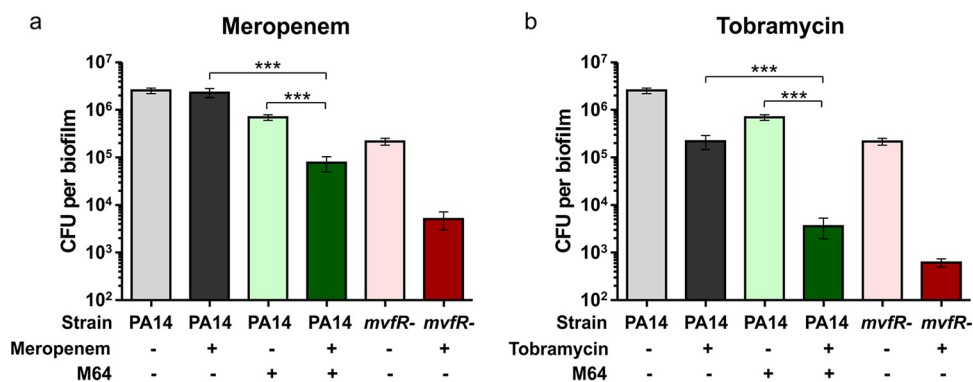 a
Meropenem
10⁷
10⁶
10⁵
10⁴
10³
10²
CFU per biofilm
***
***
Strain PA14 PA14 PA14 PA14 mvfR- mvfR-
Meropenem - + - + - +
M64 - - + + - -
b
Tobramycin
10⁷
10⁶
10⁵
10⁴
10³
10²
CFU per biofilm
***
***
Strain PA14 PA14 PA14 PA14 mvfR- mvfR-
Tobramycin - + - + - +
M64 - - + + - -